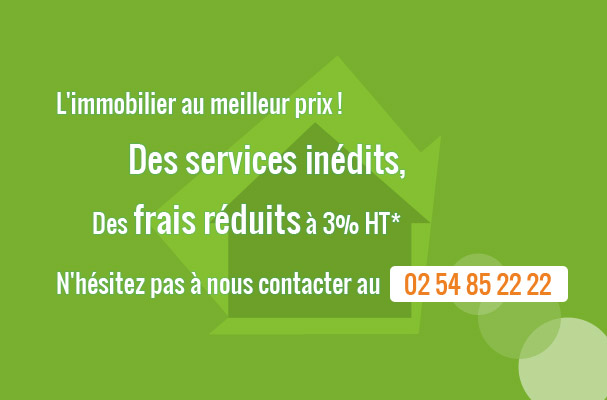 L'immobilier au meilleur prix !
Des services inédits,
Des frais réduits à 3% HT*
N'hésitez pas à nous contacter au 02 54 85 22 22